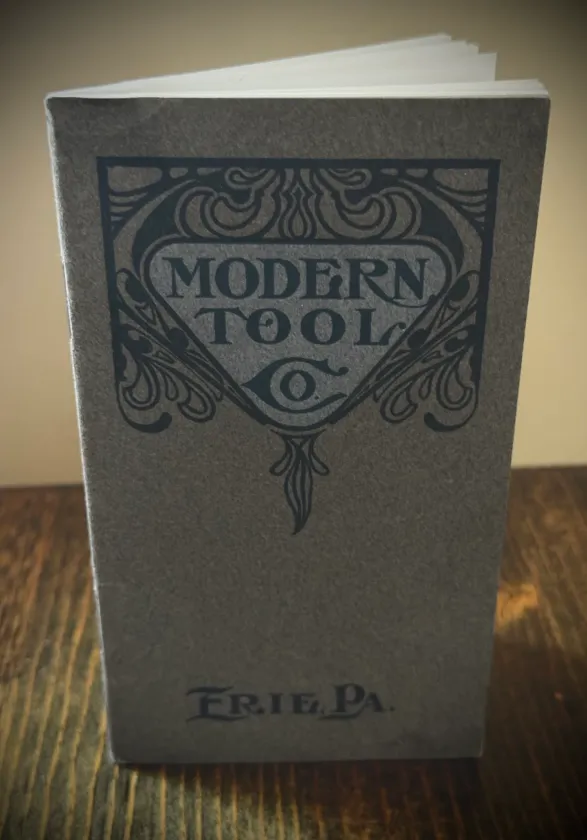 MODERN
TOOL
CO.
ERIE, PA.